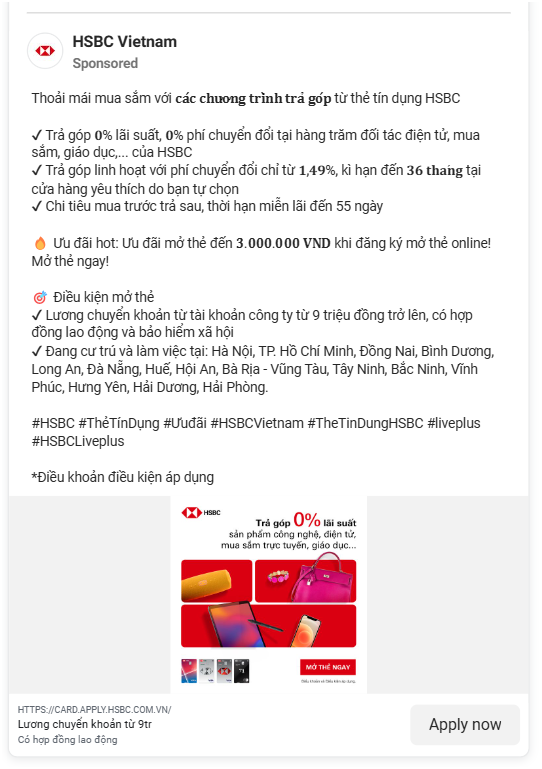 HSBC Vietnam
Sponsored
Thoải mái mua sắm với các chương trình trả góp từ thẻ tín dụng HSBC
✓ Trả góp 0% lãi suất, 0% phí chuyển đổi tại hàng trăm đối tác điện tử, mua
sắm, giáo dục,... của HSBC
✓ Trả góp linh hoạt với phí chuyển đổi chỉ từ 1,49%, kì hạn đến 36 tháng tại
cửa hàng yêu thích do bạn tự chọn
✓ Chi tiêu mua trước trả sau, thời hạn miễn lãi đến 55 ngày
🔥 Ưu đãi hot: Ưu đãi mở thẻ đến 3.000.000 VND khi đăng ký mở thẻ online!
Mở thẻ ngay!
🎯 Điều kiện mở thẻ
✓ Lương chuyển khoản từ tài khoản công ty từ 9 triệu đồng trở lên, có hợp
đồng lao động và bảo hiểm xã hội
✓ Đang cư trú và làm việc tại: Hà Nội, TP. Hồ Chí Minh, Đồng Nai, Bình Dương,
Long An, Đà Nẵng, Huế, Hội An, Bà Rịa - Vũng Tàu, Tây Ninh, Bắc Ninh, Vĩnh
Phúc, Hưng Yên, Hải Dương, Hải Phòng.
#HSBC #ThẻTínDụng #Ưuđãi #HSBCVietnam #TheTinDungHSBC #liveplus
#HSBCLiveplus
*Điều khoản điều kiện áp dụng
HSBC
Trả góp 0% lãi suất
sản phẩm công nghệ, điện tử,
mua sắm trực tuyến, giáo dục...
MỞ THẺ NGAY
Điều khoản và Điều kiện áp dụng
HTTPS://CARD.APPLY.HSBC.COM.VN/
Lương chuyển khoản từ 9tr
Có hợp đồng lao động
Apply now